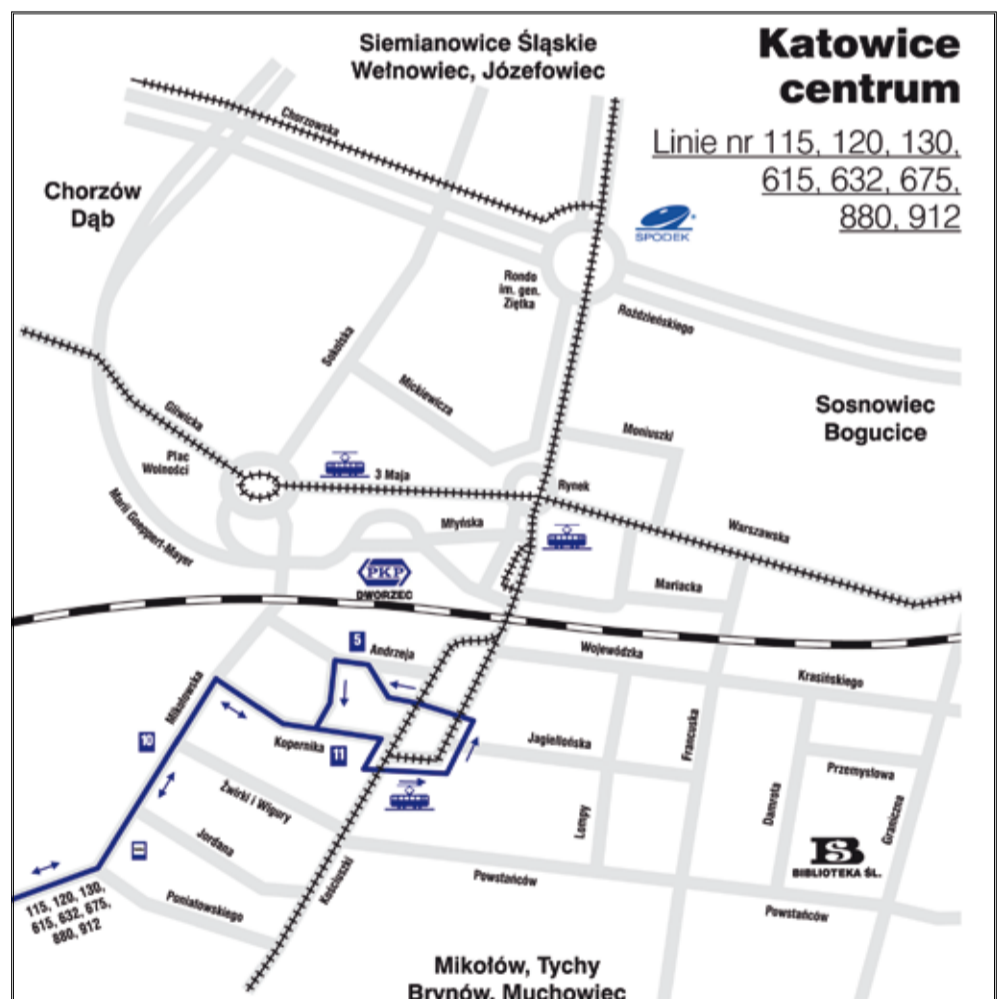 Siemianowice Śląskie
Wełnowiec, Józefowiec
Katowice
centrum
Linie nr 115, 120, 130,
615, 632, 675,
880, 912
Chorzowska
Chorzów
Dąb
SPODEK
Rondo
im. gen.
Ziętka
Roździeńskiego
Sokolska
Mickiewicza
Sosnowiec
Bogucice
Gliwicka
Moniuszki
Plac
Wolności
3 Maja
Rynek
Marii Goeppert-Mayer
Młyńska
Warszawska
PKP
DWORZEC
Mariacka
5
Andrzeja
Wojewódzka
Krasińskiego
Mikołowska
10
Kopernika
11
Jagiellońska
Francuska
Przemysłowa
Żwirki i Wigury
Lompy
Damrota
Graniczna
Jordana
BS
BIBLIOTEKA ŚL.
Kościuszki
Powstańców
Powstańców
Poniatowskiego
115, 120, 130,
615, 632, 675,
880, 912
Mikołów, Tychy
Brynów, Muchowiec